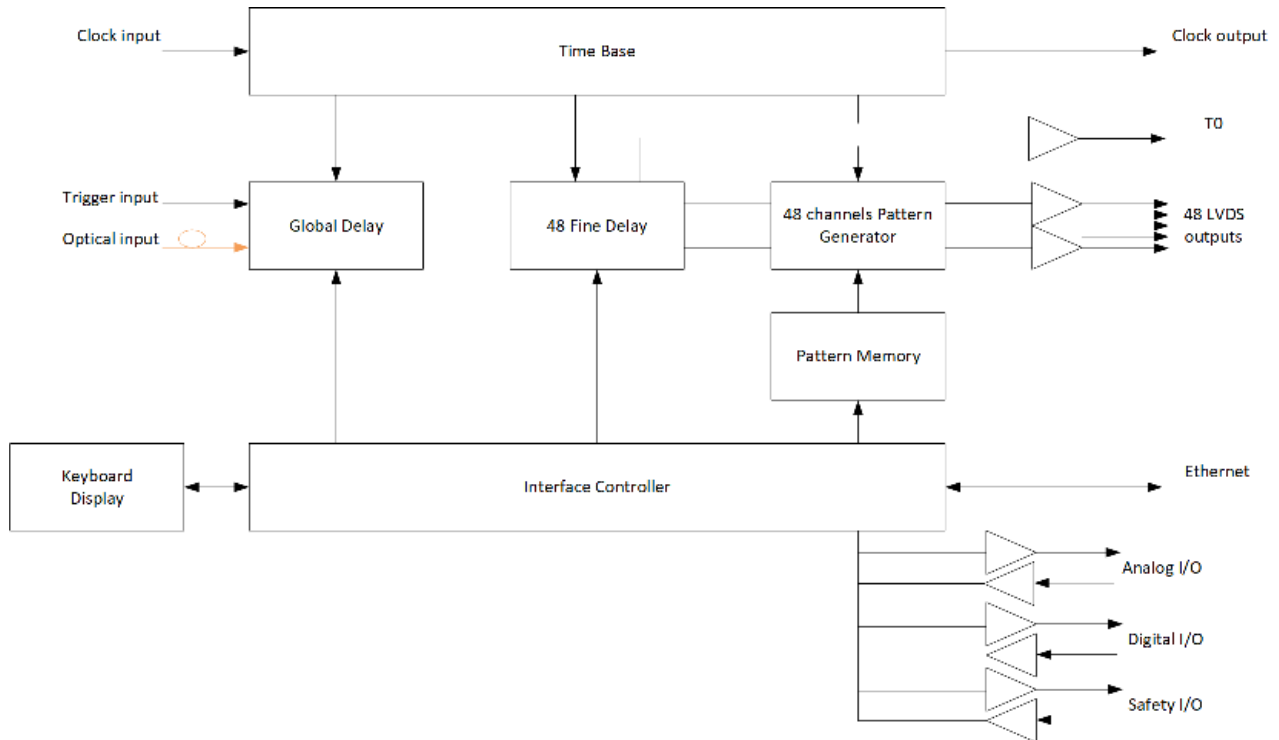 Clock input
Time Base
Clock output
T0
Trigger input
Optical input
Global Delay
48 Fine Delay
48 channels Pattern
Generator
48 LVDS
outputs
Pattern Memory
Keyboard
Display
Interface Controller
Ethernet
Analog I/O
Digital I/O
Safety I/O